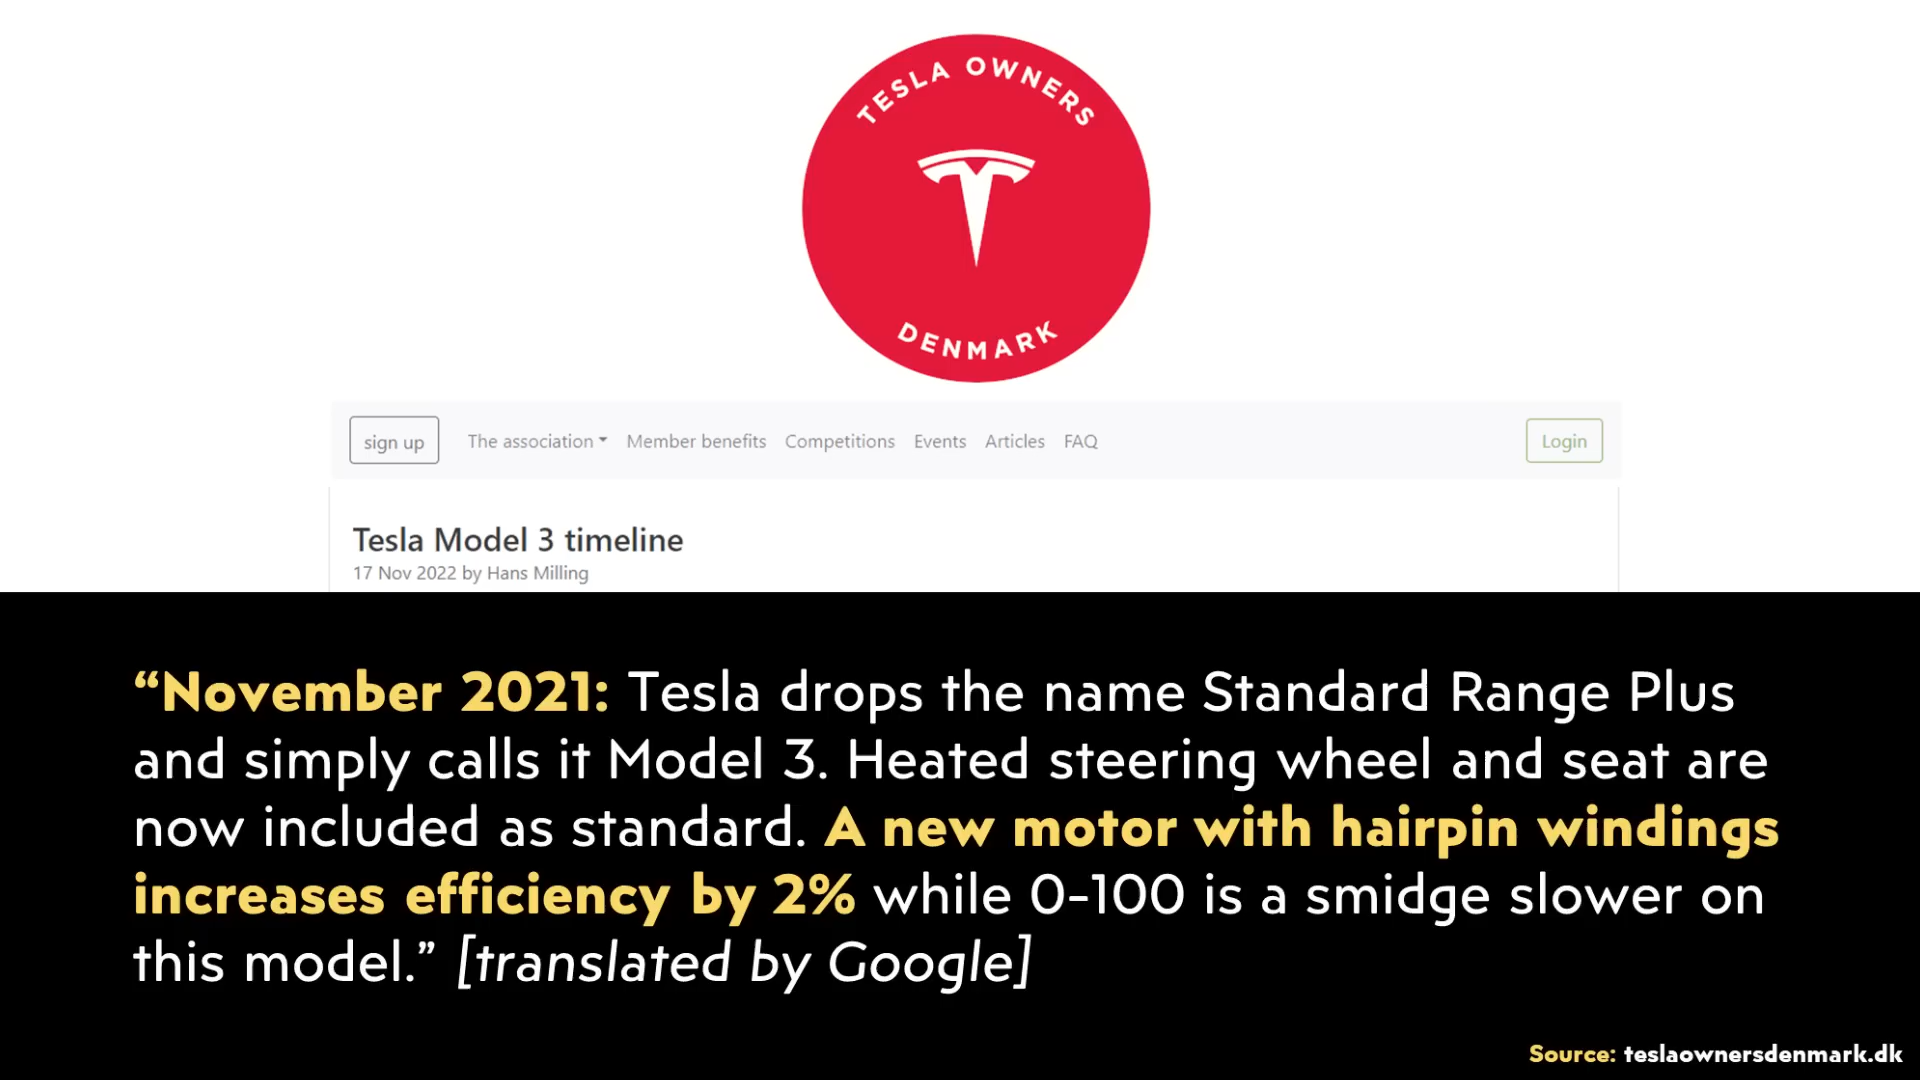 TESLA OWNERS
DENMARK
sign up The association Member benefits Competitions Events Articles FAQ Login
Tesla Model 3 timeline
17 Nov 2022 by Hans Milling
“November 2021: Tesla drops the name Standard Range Plus
and simply calls it Model 3. Heated steering wheel and seat are
now included as standard. A new motor with hairpin windings
increases efficiency by 2% while 0-100 is a smidge slower on
this model.” [translated by Google]
Source: teslaownersdenmark.dk